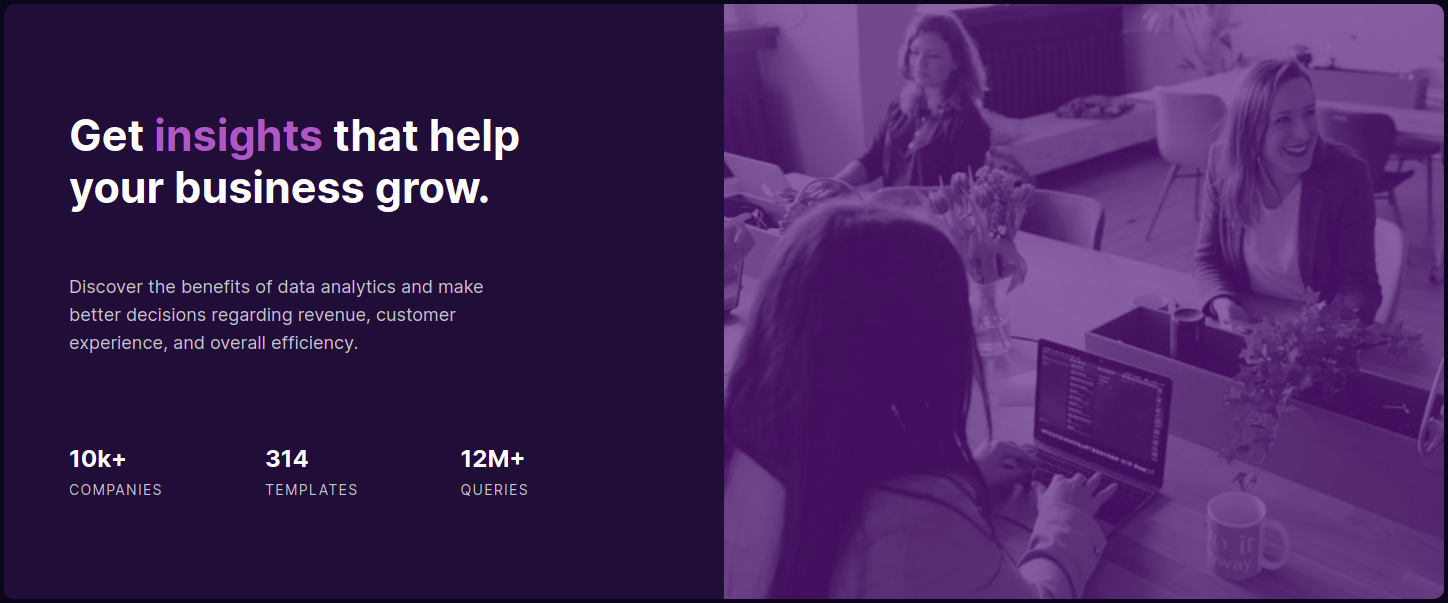 Get insights that help
your business grow.
Discover the benefits of data analytics and make
better decisions regarding revenue, customer
experience, and overall efficiency.
10k+ 314 12M+
COMPANIES TEMPLATES QUERIES